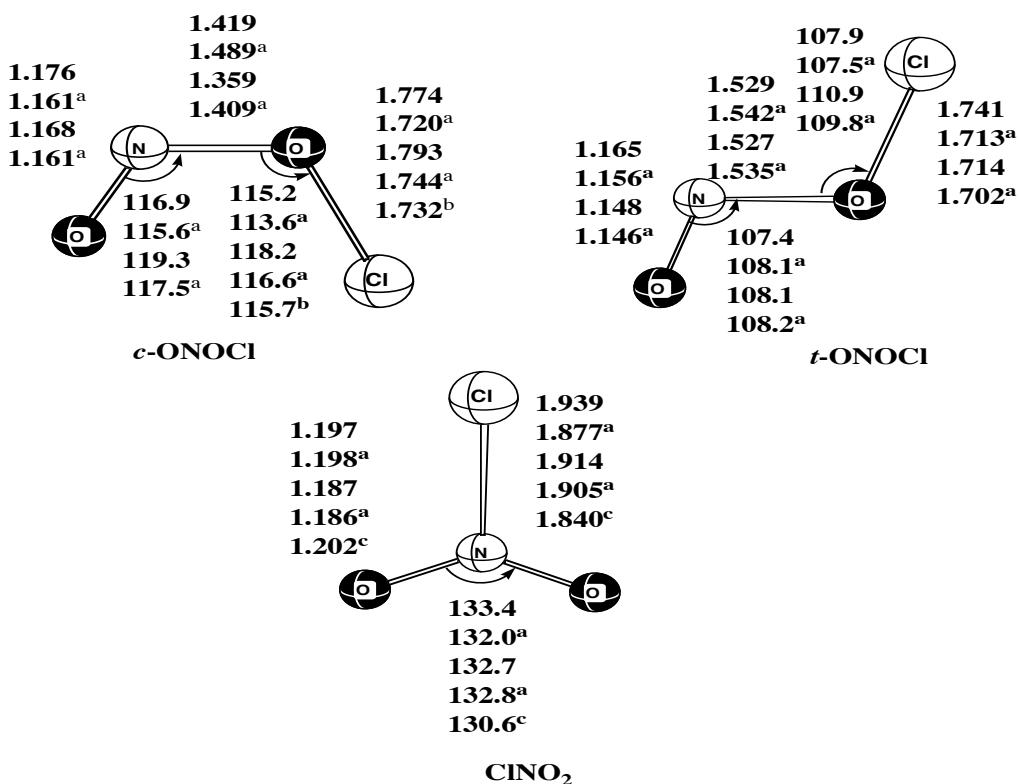 1.419
1.489ᵃ
1.359
1.409ᵃ
1.176
1.161ᵃ
1.168
1.161ᵃ
1.774
1.720ᵃ
1.793
1.744ᵃ
1.732ᵇ
N
O
O
Cl
116.9
115.6ᵃ
119.3
117.5ᵃ
115.2
113.6ᵃ
118.2
116.6ᵃ
115.7ᵇ
c-ONOCl
107.9
107.5ᵃ
110.9
109.8ᵃ
Cl
1.529
1.542ᵃ
1.527
1.535ᵃ
1.741
1.713ᵃ
1.714
1.702ᵃ
1.165
1.156ᵃ
1.148
1.146ᵃ
N
O
O
107.4
108.1ᵃ
108.1
108.2ᵃ
t-ONOCl
Cl
1.939
1.877ᵃ
1.914
1.905ᵃ
1.840ᶜ
1.197
1.198ᵃ
1.187
1.186ᵃ
1.202ᶜ
N
O
O
133.4
132.0ᵃ
132.7
132.8ᵃ
130.6ᶜ
ClNO₂